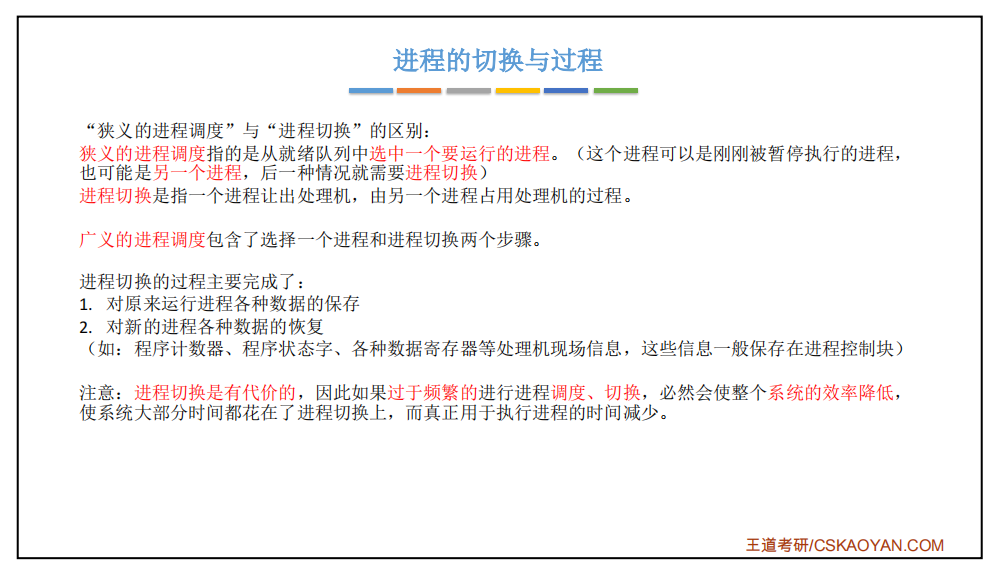 进程的切换与过程
“狭义的进程调度”与“进程切换”的区别：
狭义的进程调度指的是从就绪队列中选中一个要运行的进程。（这个进程可以是刚刚被暂停执行的进程，
也可能是另一个进程，后一种情况就需要进程切换）
进程切换是指一个进程让出处理机，由另一个进程占用处理机的过程。
广义的进程调度包含了选择一个进程和进程切换两个步骤。
进程切换的过程主要完成了：
1. 对原来运行进程各种数据的保存
2. 对新的进程各种数据的恢复
（如：程序计数器、程序状态字、各种数据寄存器等处理机现场信息，这些信息一般保存在进程控制块）
注意：进程切换是有代价的，因此如果过于频繁的进行进程调度、切换，必然会使整个系统的效率降低，
使系统大部分时间都花在了进程切换上，而真正用于执行进程的时间减少。
王道考研/CSKAOYAN.COM